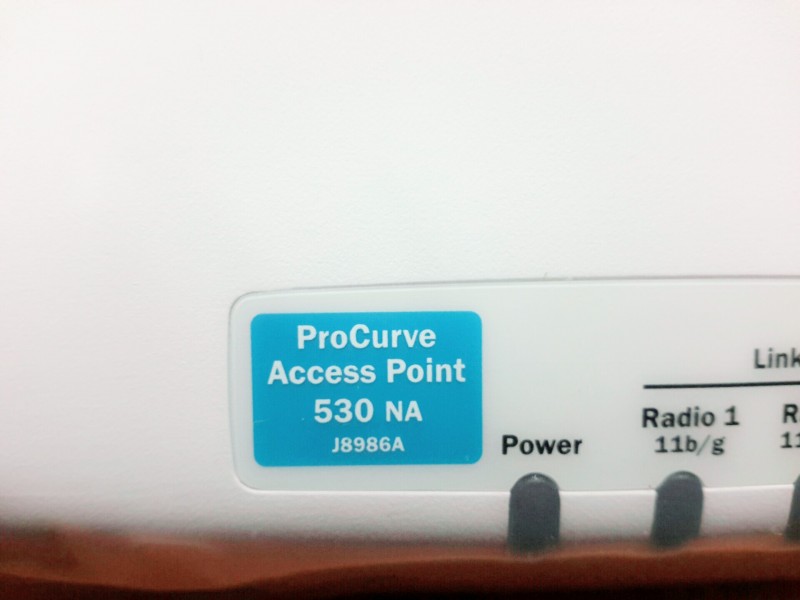 ProCurve
Access Point
530 NA
J8986A
Power
Link
Radio 1
11b/g